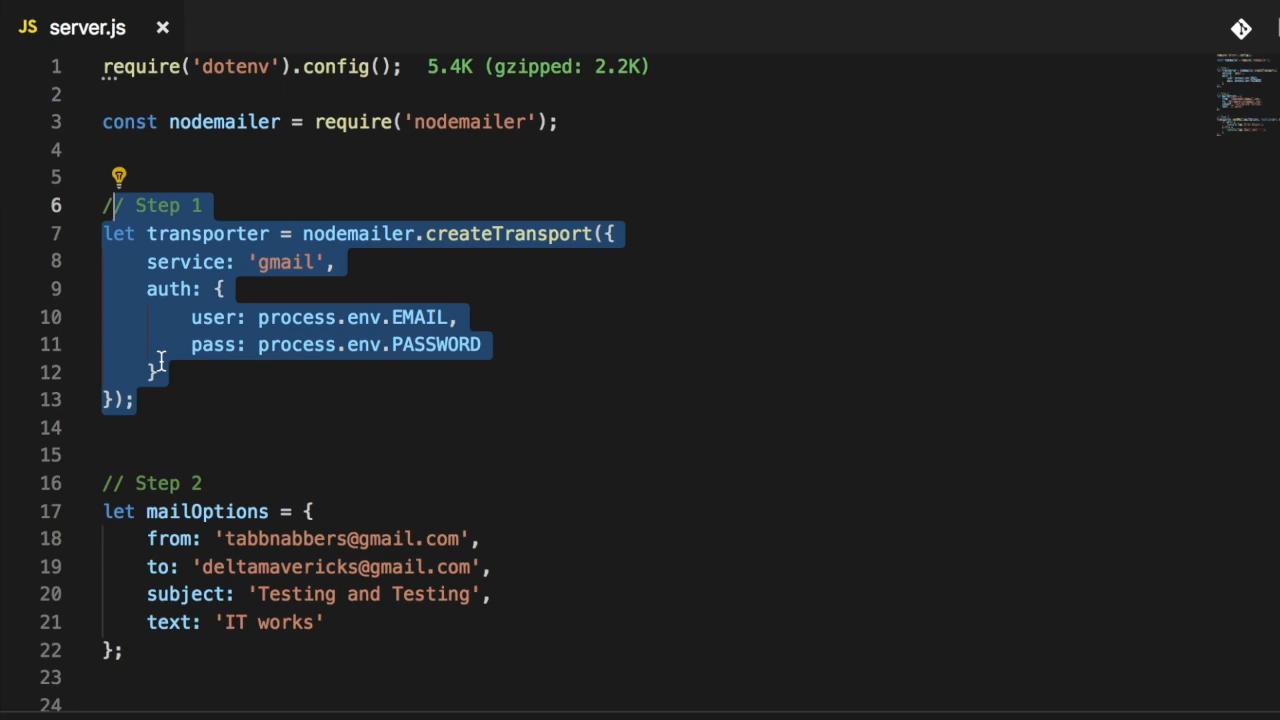 JS server.js ×
1 require('dotenv').config(); 5.4K (gzipped: 2.2K)
2
3 const nodemailer = require('nodemailer');
4
5
6 // Step 1
7 let transporter = nodemailer.createTransport({
8 service: 'gmail',
9 auth: {
10 user: process.env.EMAIL,
11 pass: process.env.PASSWORD
12 }
13 });
14
15
16 // Step 2
17 let mailOptions = {
18 from: 'tabbnabbers@gmail.com',
19 to: 'deltamavericks@gmail.com',
20 subject: 'Testing and Testing',
21 text: 'IT works'
22 };
23
24